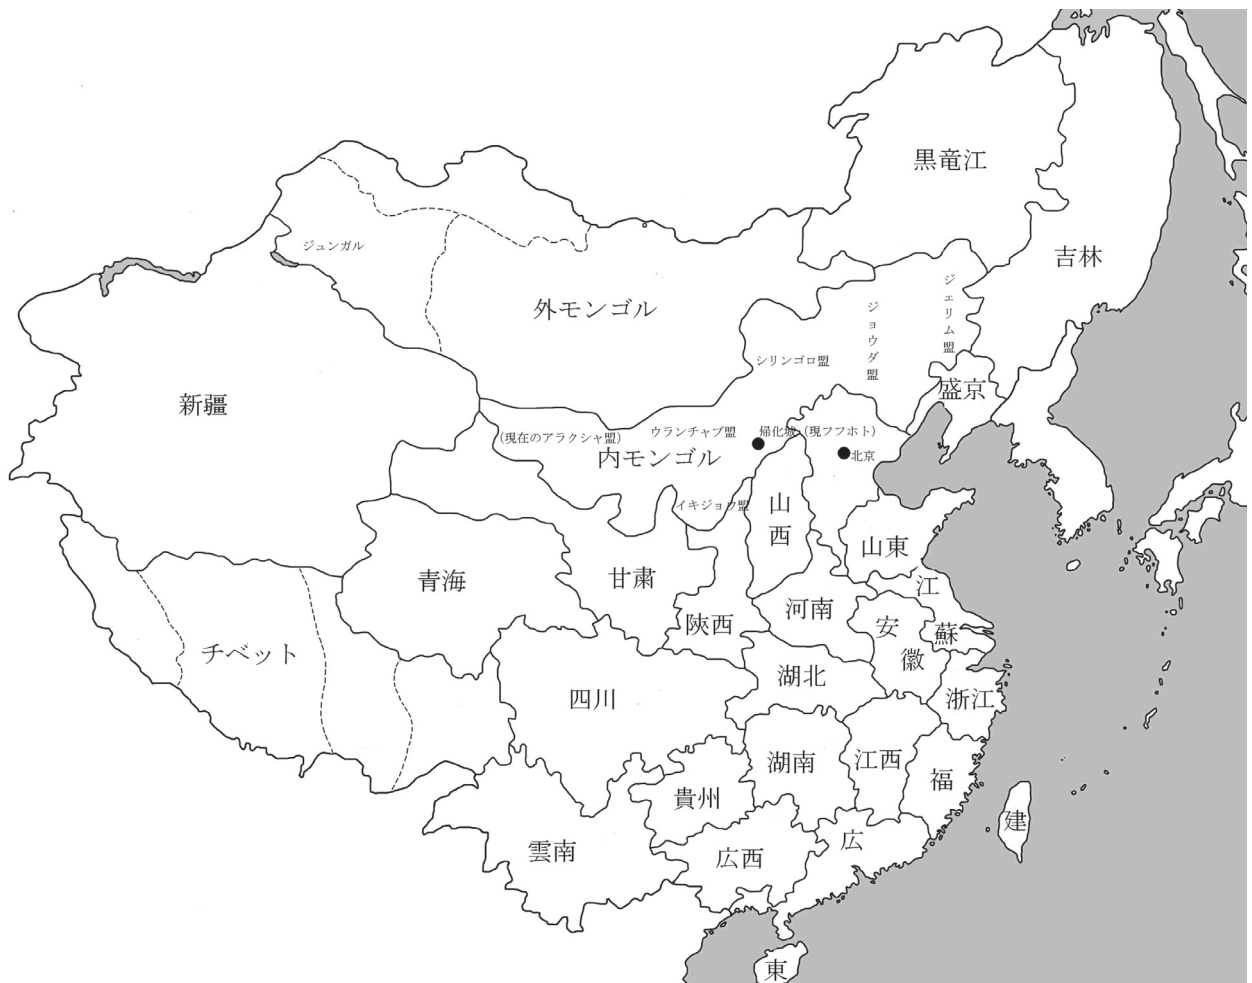 黒竜江
吉林
ジュンガル
外モンゴル
ジェリム盟
ジョウダ盟
シリンゴロ盟
盛京
新疆
(現在のアラクシャ盟)
ウランチャブ盟
帰化城(現フフホト)
内モンゴル
北京
イキジョウ盟
山西
山東
青海
甘粛
陝西
河南
江蘇
安徽
チベット
四川
湖北
浙江
湖南
江西
福建
貴州
雲南
広西
広東